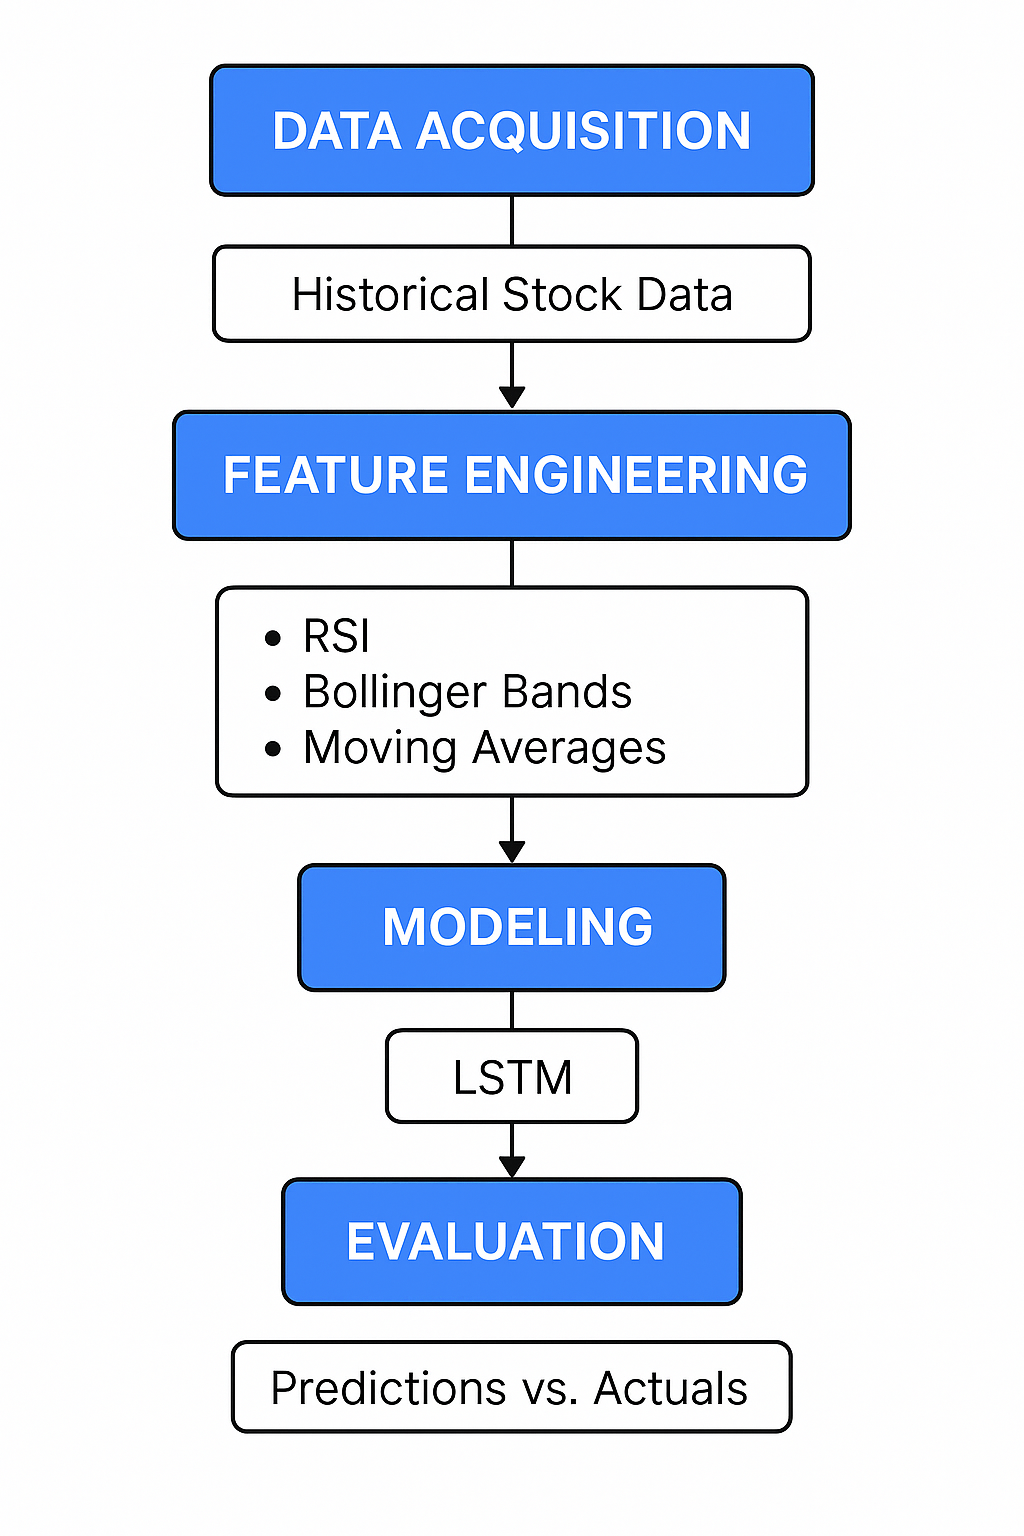 DATA ACQUISITION
Historical Stock Data
FEATURE ENGINEERING
• RSI
• Bollinger Bands
• Moving Averages
MODELING
LSTM
EVALUATION
Predictions vs. Actuals